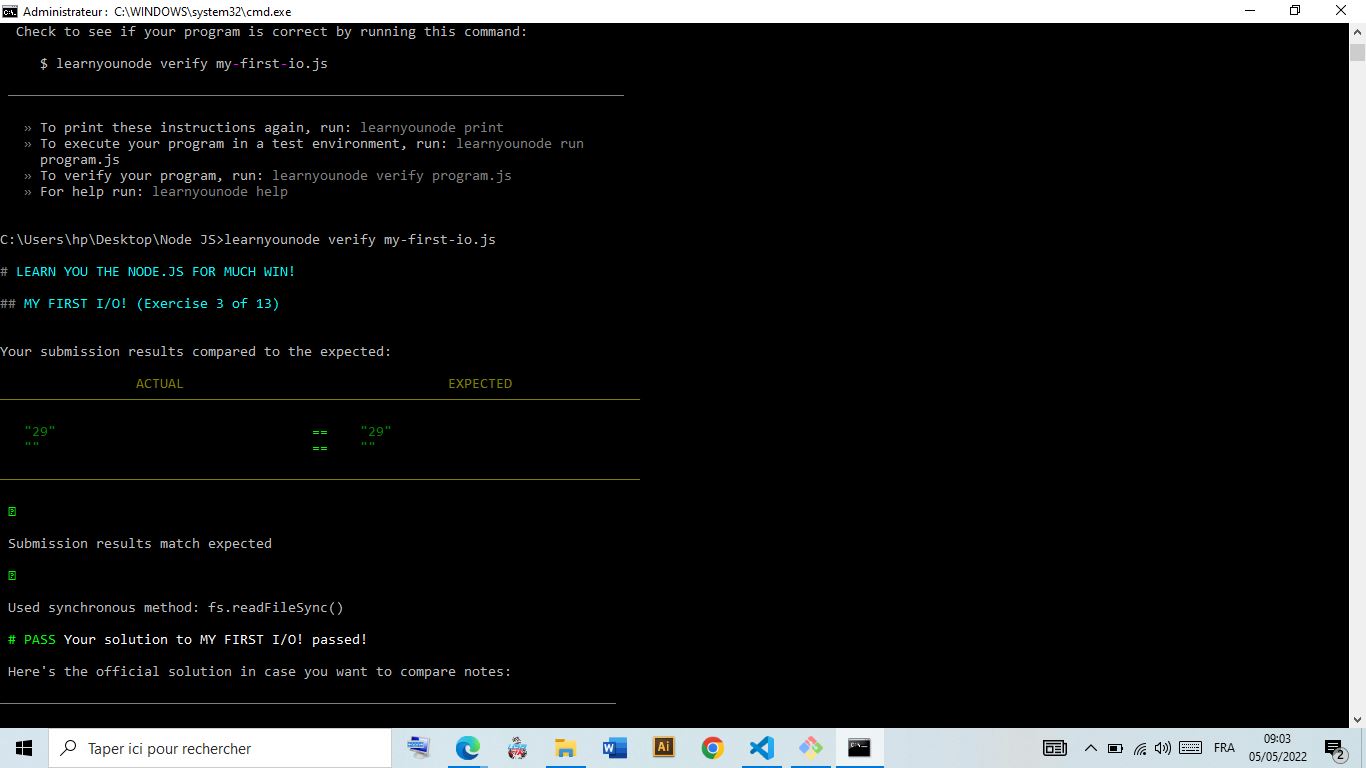 Administrateur : C:\WINDOWS\system32\cmd.exe
Check to see if your program is correct by running this command:
$ learnyounode verify my-first-io.js
» To print these instructions again, run: learnyounode print
» To execute your program in a test environment, run: learnyounode run
program.js
» To verify your program, run: learnyounode verify program.js
» For help run: learnyounode help
C:\Users\hp\Desktop\Node JS>learnyounode verify my-first-io.js
# LEARN YOU THE NODE.JS FOR MUCH WIN!
## MY FIRST I/O! (Exercise 3 of 13)
Your submission results compared to the expected:
ACTUAL EXPECTED
"29" == "29"
"" == ""
Submission results match expected
Used synchronous method: fs.readFileSync()
# PASS Your solution to MY FIRST I/O! passed!
Here's the official solution in case you want to compare notes:
Taper ici pour rechercher
W
Ai
FRA
09:03
05/05/2022
2